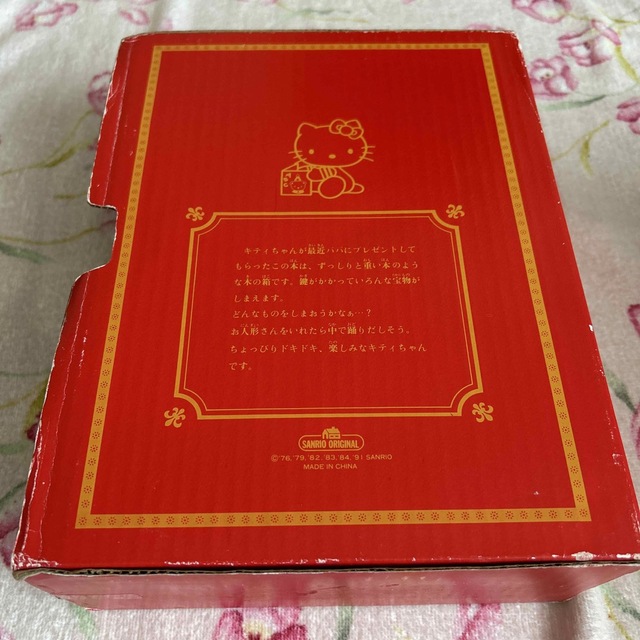 キティちゃんが最近パパにプレゼントして
もらったこの本は、ずっしりと重い本のよう
な木の箱です。鍵がかかっていろんな宝物が
しまえます。
どんなものをしまおうかなぁ…?
お人形さんをいれたら中で踊りだしそう。
ちょっぴりドキドキ、楽しみなキティちゃん
です。
SANRIO ORIGINAL
©'76,'79,'82,'83,'84,'91 SANRIO
MADE IN CHINA